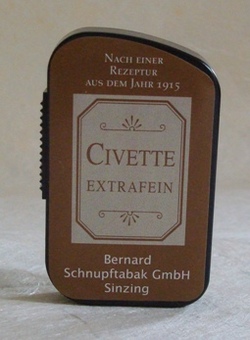 NACH EINER
REZEPTUR
AUS DEM JAHR 1915
CIVETTE
EXTRAFEIN
Bernard
Schnupftabak GmbH
Sinzing